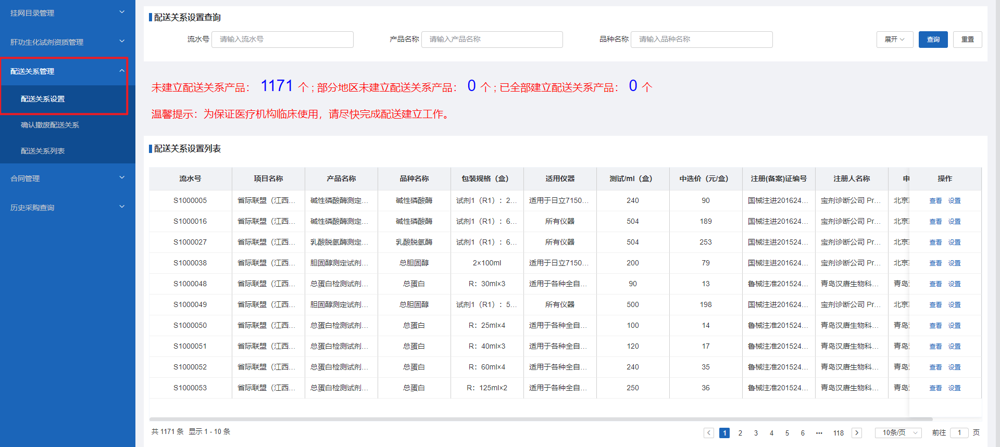 挂网目录管理
肝功生化试剂资质管理
配送关系管理
配送关系设置
确认撤废配送关系
配送关系列表
合同管理
历史采购查询
配送关系设置查询
流水号 请输入流水号 产品名称 请输入产品名称 品种名称 请输入品种名称 展开 查询 重置
未建立配送关系产品： 1171 个；部分地区未建立配送关系产品： 0 个；已全部建立配送关系产品： 0 个
温馨提示：为保证医疗机构临床使用，请尽快完成配送建立工作。
配送关系设置列表
流水号 项目名称 产品名称 品种名称 包装规格（盒） 适用仪器 测试/ml（盒） 中选价（元/盒） 注册(备案)证编号 注册人名称 申 操作
S1000005 省际联盟（江西... 碱性磷酸酶测定... 碱性磷酸酶 试剂1（R1）：2... 适用于日立7150... 240 90 国械注进201624... 宝剂诊断公司 Pr... 北京 查看 设置
S1000016 省际联盟（江西... 碱性磷酸酶测定... 碱性磷酸酶 试剂1（R1）：6... 所有仪器 504 189 国械注进201624... 宝剂诊断公司 Pr... 北京 查看 设置
S1000027 省际联盟（江西... 乳酸脱氢酶测定... 乳酸脱氢酶 试剂1（R1）：6... 所有仪器 504 253 国械注进201524... 宝剂诊断公司 Pr... 北京 查看 设置
S1000038 省际联盟（江西... 胆固醇测定试剂... 总胆固醇 2×100ml 适用于日立7150... 200 79 国械注进201624... 宝剂诊断公司 Pr... 北京 查看 设置
S1000048 省际联盟（江西... 总蛋白检测试剂... 总蛋白 R：30ml×3 适用于各种全自... 90 13 鲁械注准201524... 青岛汉唐生物科... 青岛 查看 设置
S1000049 省际联盟（江西... 胆固醇测定试剂... 总胆固醇 试剂1（R1）：5... 所有仪器 500 198 国械注进201624... 宝剂诊断公司 Pr... 北京 查看 设置
S1000050 省际联盟（江西... 总蛋白检测试剂... 总蛋白 R：25ml×4 适用于各种全自... 100 14 鲁械注准201524... 青岛汉唐生物科... 青岛 查看 设置
S1000051 省际联盟（江西... 总蛋白检测试剂... 总蛋白 R：40ml×3 适用于各种全自... 120 17 鲁械注准201524... 青岛汉唐生物科... 青岛 查看 设置
S1000052 省际联盟（江西... 总蛋白检测试剂... 总蛋白 R：60ml×4 适用于各种全自... 240 35 鲁械注准201524... 青岛汉唐生物科... 青岛 查看 设置
S1000053 省际联盟（江西... 总蛋白检测试剂... 总蛋白 R：125ml×2 适用于各种全自... 250 36 鲁械注准201524... 青岛汉唐生物科... 青岛 查看 设置
共 1171 条 显示 1 - 10 条 1 2 3 4 5 6 ••• 118 10条/页 前往 1 页